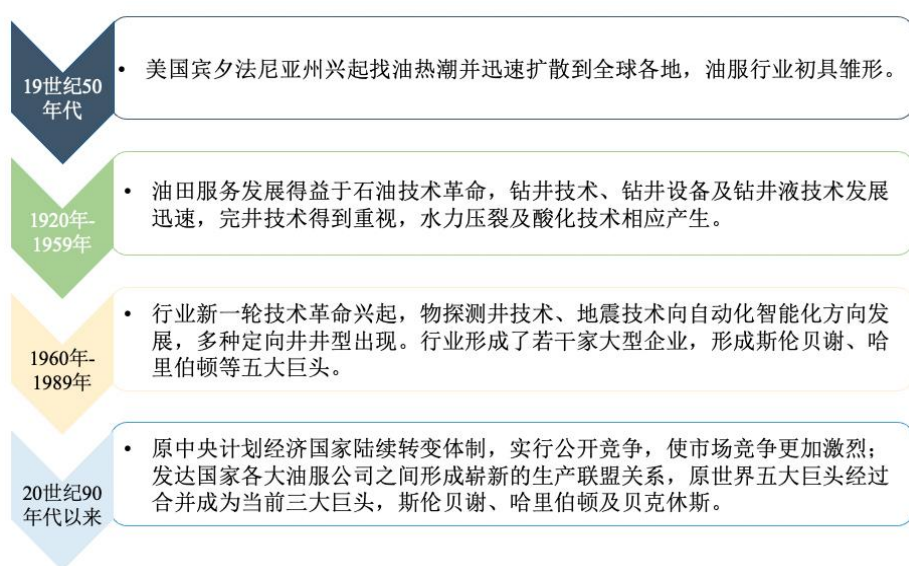 19世纪50
年代
• 美国宾夕法尼亚州兴起找油热潮并迅速扩散到全球各地，油服行业初具雏形。
1920年-
1959年
• 油田服务发展得益于石油技术革命，钻井技术、钻井设备及钻井液技术发展
迅速，完井技术得到重视，水力压裂及酸化技术相应产生。
1960年-
1989年
• 行业新一轮技术革命兴起，物探测井技术、地震技术向自动化智能化方向发
展，多种定向井井型出现。行业形成了若干家大型企业，形成斯伦贝谢、哈
里伯顿等五大巨头。
20世纪90
年代以来
• 原中央计划经济国家陆续转变体制，实行公开竞争，使市场竞争更加激烈；
发达国家各大油服公司之间形成崭新的生产联盟关系，原世界五大巨头经过
合并成为当前三大巨头，斯伦贝谢、哈里伯顿及贝克休斯。